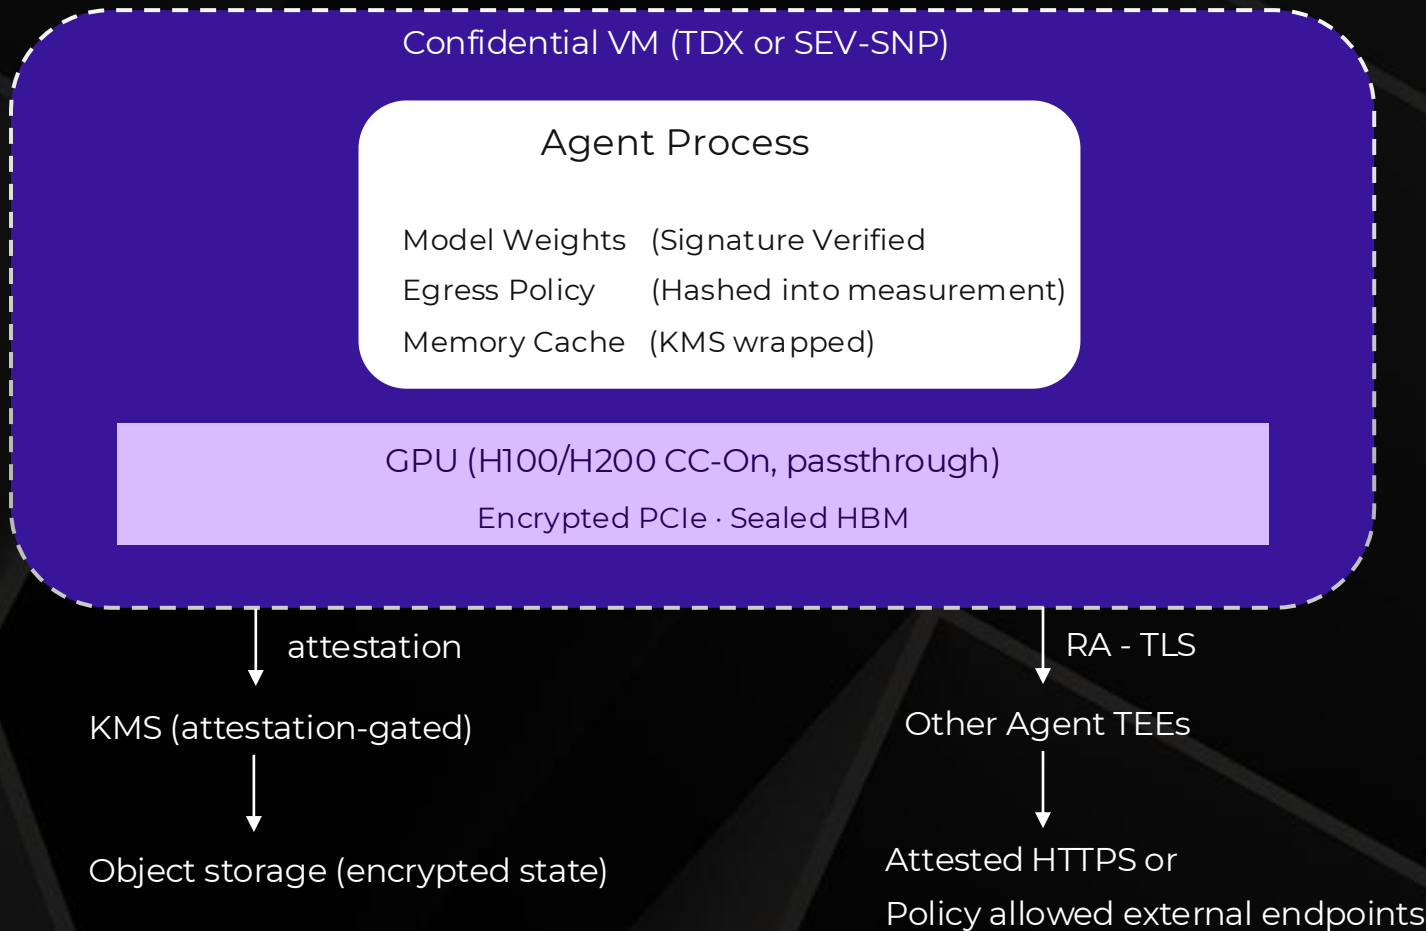 Confidential VM (TDX or SEV-SNP)
Agent Process
Model Weights (Signature Verified
Egress Policy (Hashed into measurement)
Memory Cache (KMS wrapped)
GPU (H100/H200 CC-On, passthrough)
Encrypted PCIe · Sealed HBM
attestation
RA - TLS
KMS (attestation-gated)
Other Agent TEEs
Object storage (encrypted state)
Attested HTTPS or
Policy allowed external endpoints